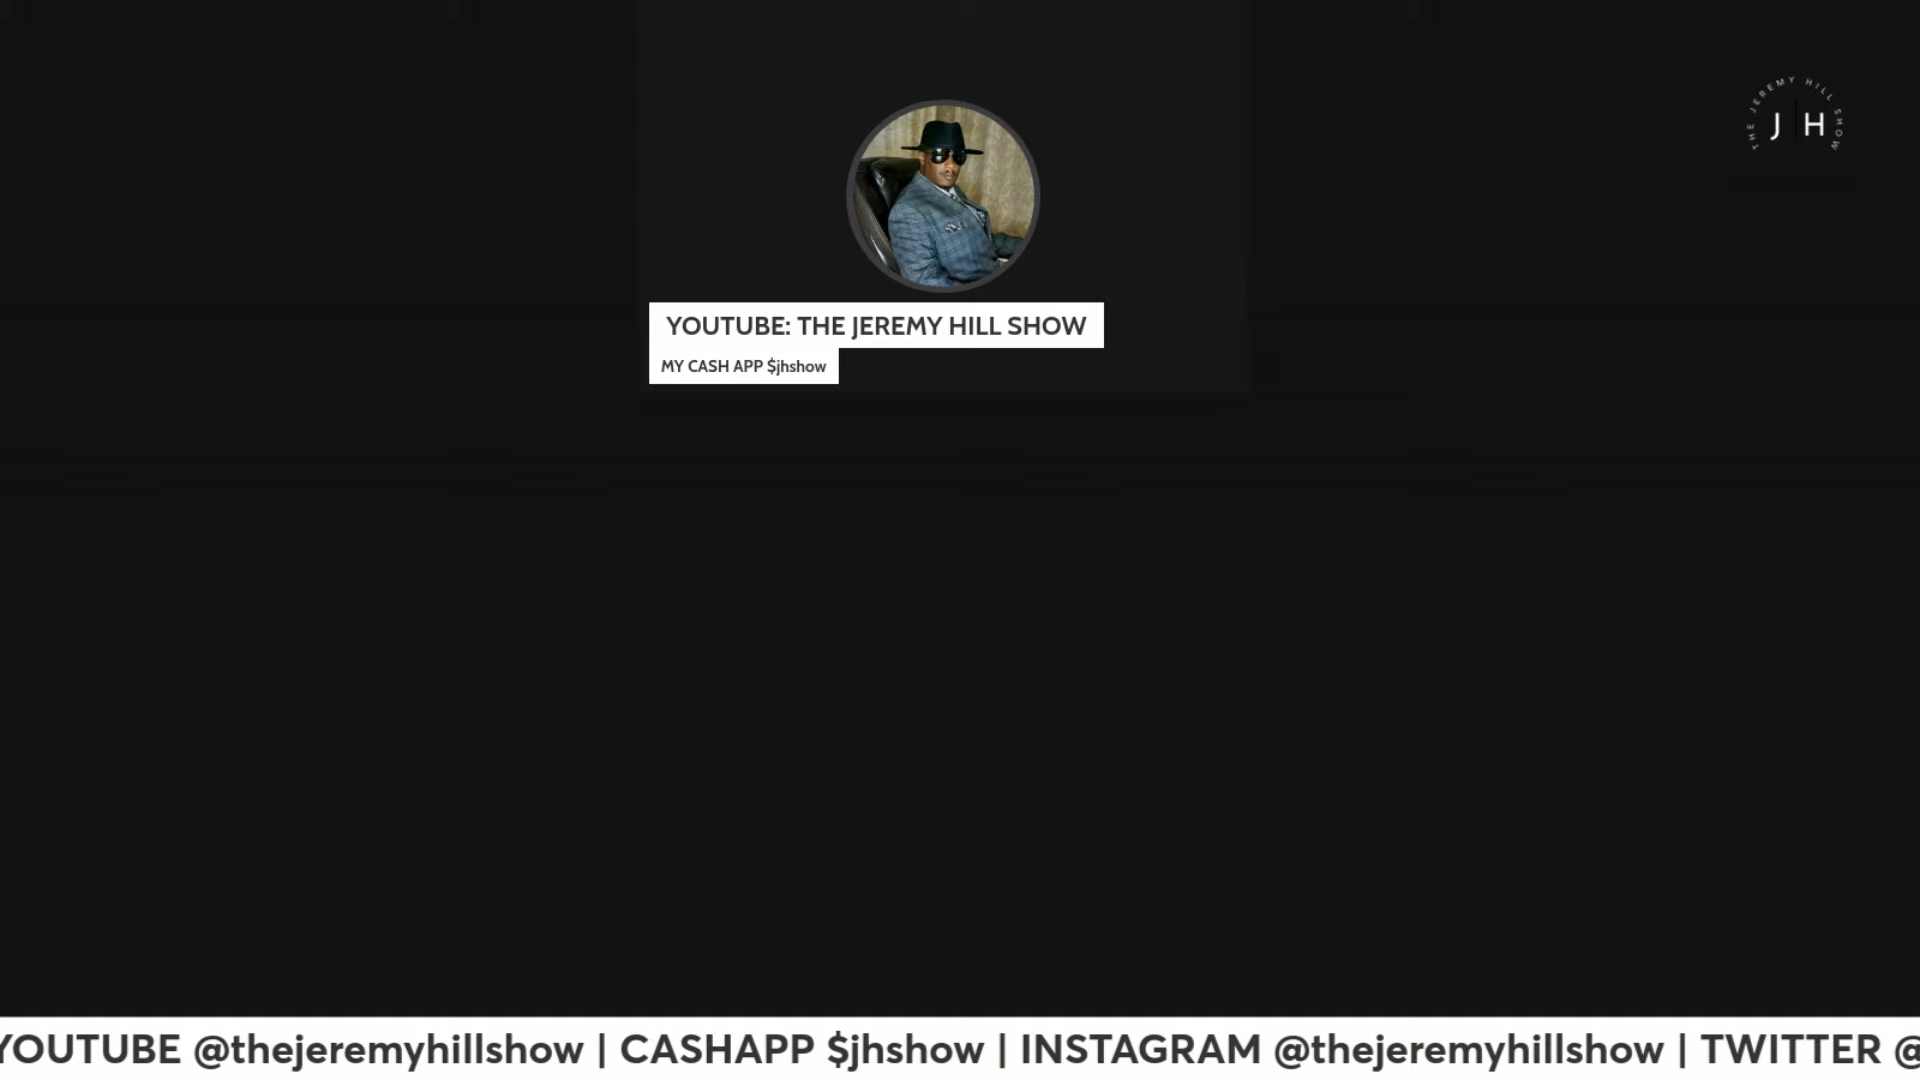 THE JEREMY HILL SHOW
J H
YOUTUBE: THE JEREMY HILL SHOW
MY CASH APP $jhshow
YOUTUBE @thejeremyhillshow | CASHAPP $jhshow | INSTAGRAM @thejeremyhillshow | TWITTER @